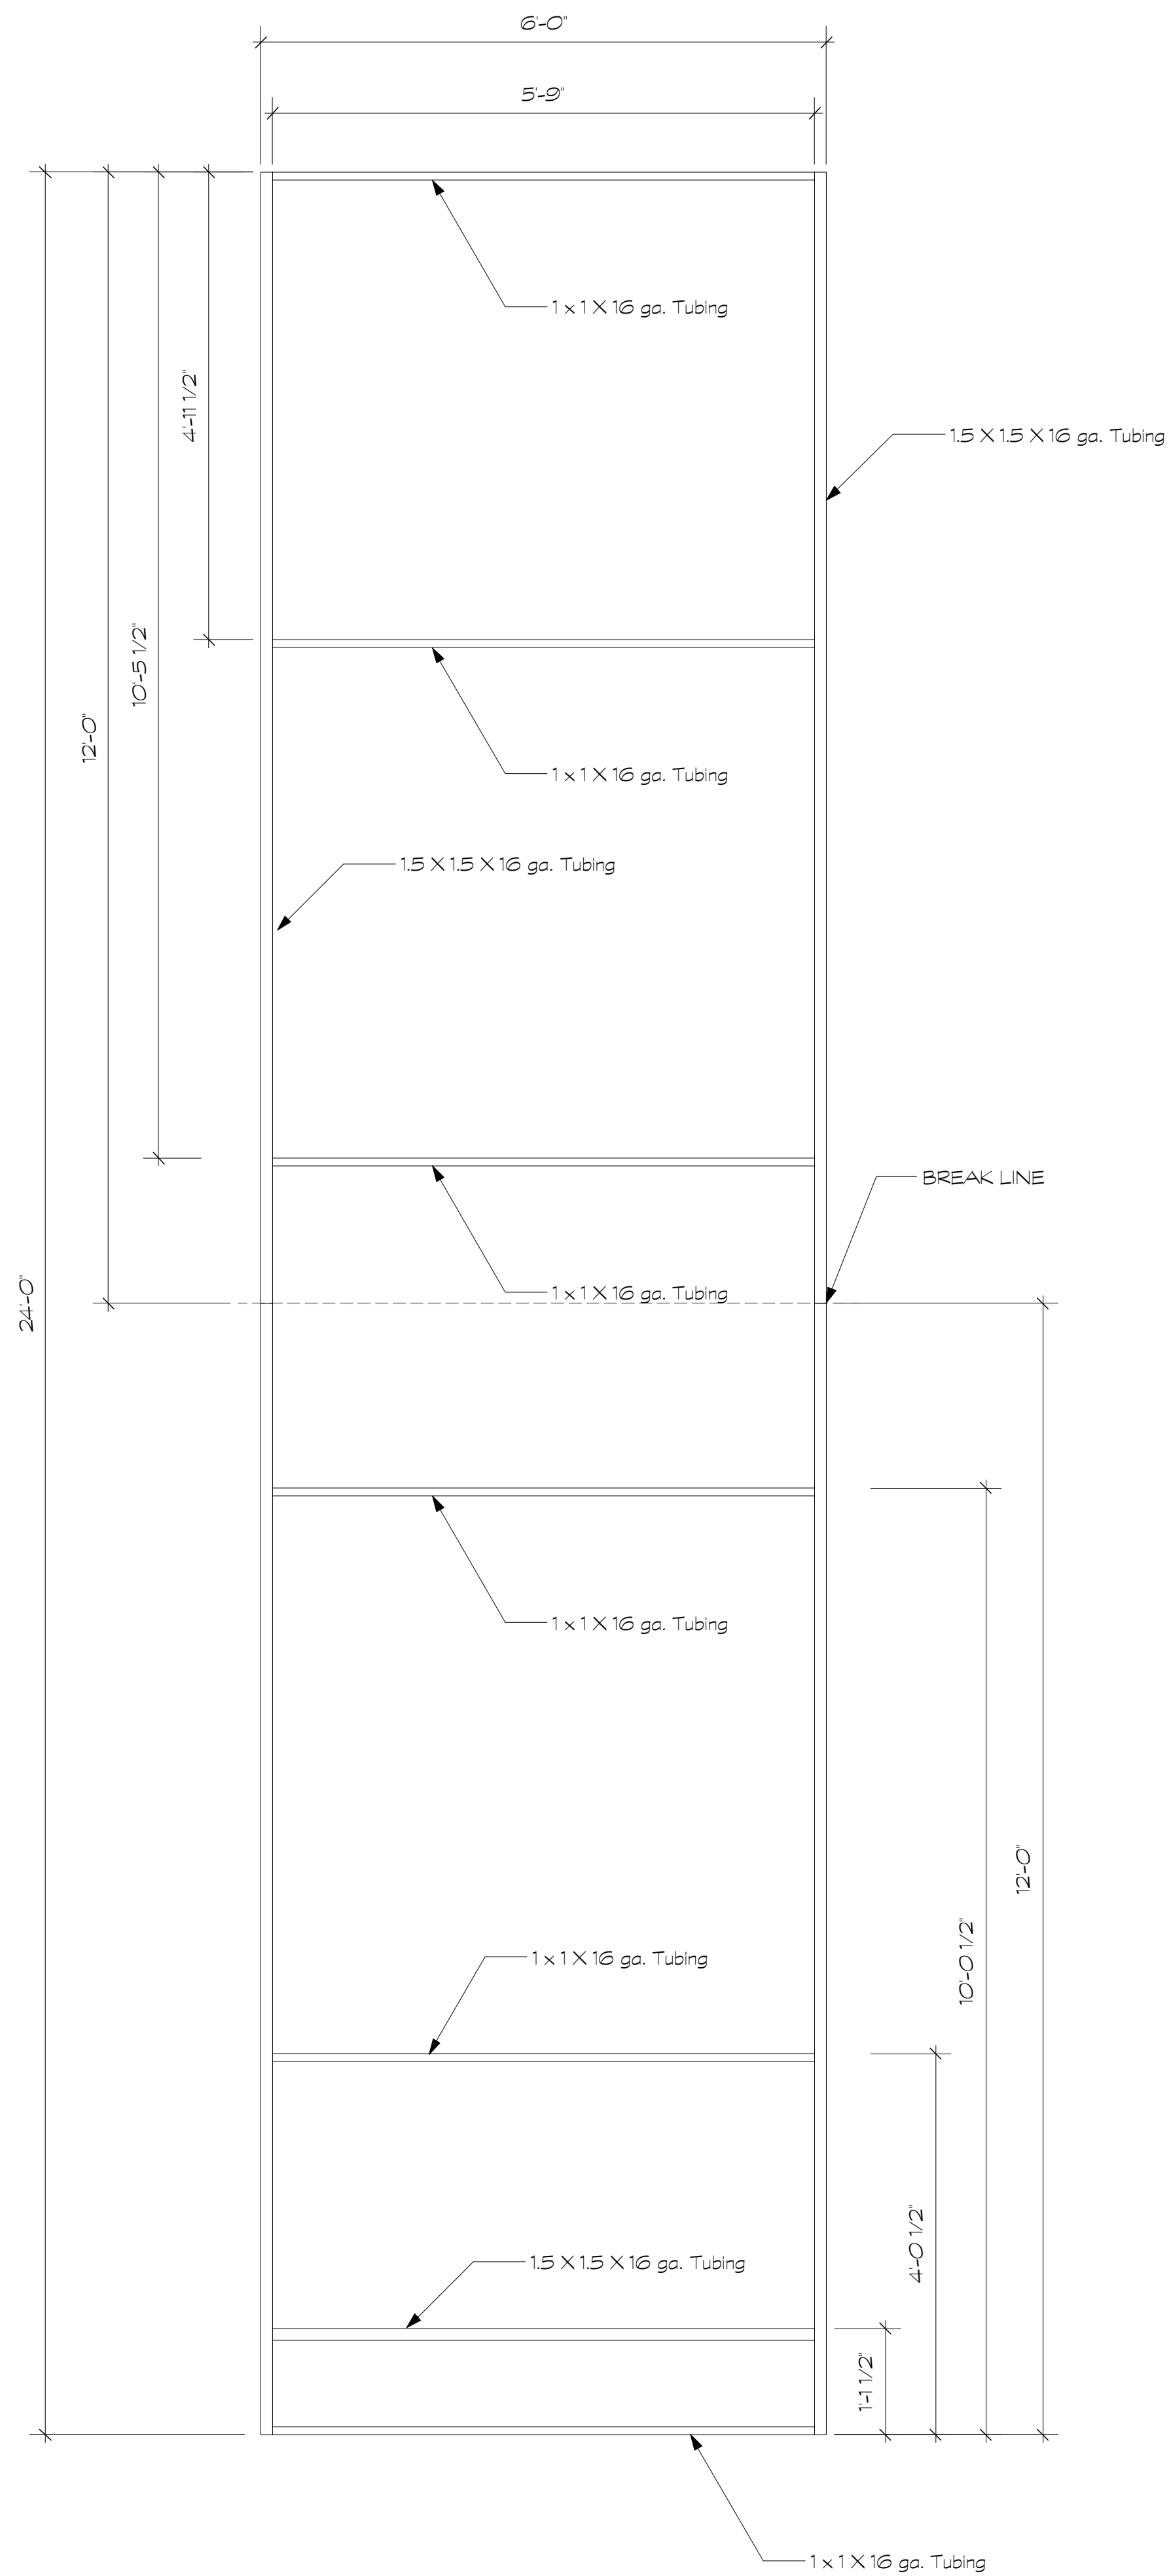 6'-0"
5'-9"
1 x 1 X 16 ga. Tubing
4'-11 1/2"
1.5 X 1.5 X 16 ga. Tubing
10'-5 1/2"
12'-0"
1 x 1 X 16 ga. Tubing
1.5 X 1.5 X 16 ga. Tubing
BREAK LINE
24'-0"
1 x 1 X 16 ga. Tubing
1 x 1 X 16 ga. Tubing
12'-0"
10'-0 1/2"
1 x 1 X 16 ga. Tubing
4'-0 1/2"
1.5 X 1.5 X 16 ga. Tubing
1'-1 1/2"
1 x 1 X 16 ga. Tubing